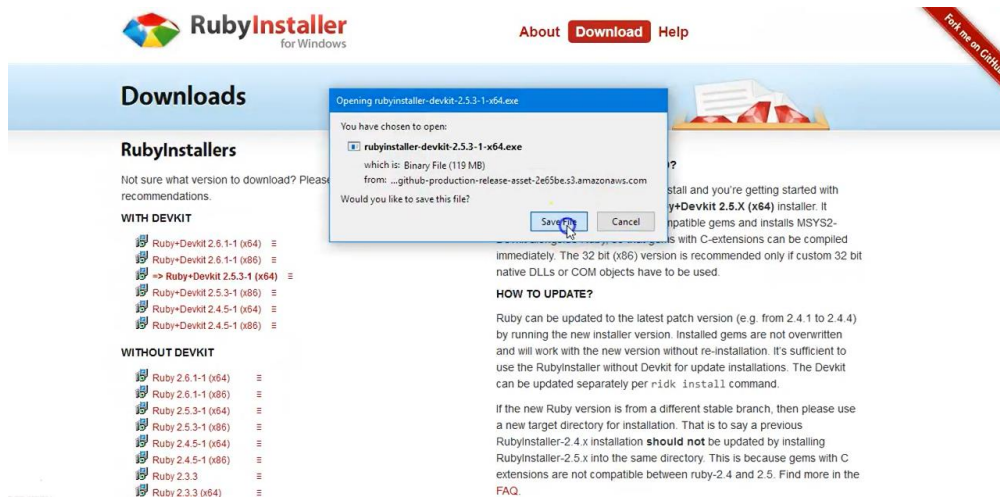 RubyInstaller
for Windows
About Download Help
Fork me on GitHub
Downloads
Opening rubyinstaller-devkit-2.5.3-1-x64.exe
You have chosen to open:
rubyinstaller-devkit-2.5.3-1-x64.exe
which is: Binary File (119 MB)
from: ...github-production-release-asset-2e65be.s3.amazonaws.com
Would you like to save this file?
Save File Cancel
RubyInstallers
Not sure what version to download? Please
recommendations.
WITH DEVKIT
Ruby+Devkit 2.6.1-1 (x64)
Ruby+Devkit 2.6.1-1 (x86)
=> Ruby+Devkit 2.5.3-1 (x64)
Ruby+Devkit 2.5.3-1 (x86)
Ruby+Devkit 2.4.5-1 (x64)
Ruby+Devkit 2.4.5-1 (x86)
WITHOUT DEVKIT
Ruby 2.6.1-1 (x64)
Ruby 2.6.1-1 (x86)
Ruby 2.5.3-1 (x64)
Ruby 2.5.3-1 (x86)
Ruby 2.4.5-1 (x64)
Ruby 2.4.5-1 (x86)
Ruby 2.3.3
Ruby 2.3.3 (x64)
?
stall and you're getting started with
y+Devkit 2.5.X (x64) installer. It
mpatible gems and installs MSYS2-
s with C-extensions can be compiled
immediately. The 32 bit (x86) version is recommended only if custom 32 bit
native DLLs or COM objects have to be used.
HOW TO UPDATE?
Ruby can be updated to the latest patch version (e.g. from 2.4.1 to 2.4.4)
by running the new installer version. Installed gems are not overwritten
and will work with the new version without re-installation. It's sufficient to
use the RubyInstaller without Devkit for update installations. The Devkit
can be updated separately per ridk install command.
If the new Ruby version is from a different stable branch, then please use
a new target directory for installation. That is to say a previous
RubyInstaller-2.4.x installation should not be updated by installing
RubyInstaller-2.5.x into the same directory. This is because gems with C
extensions are not compatible between ruby-2.4 and 2.5. Find more in the
FAQ.